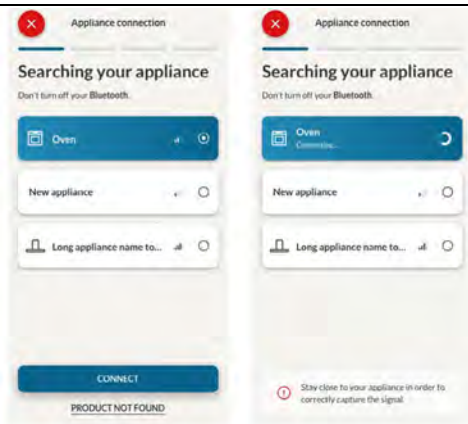 Appliance connection
Searching your appliance
Don't turn off your Bluetooth.
Oven
New appliance
Long appliance name to...
CONNECT
PRODUCT NOT FOUND
Appliance connection
Searching your appliance
Don't turn off your Bluetooth.
Oven
Connecting...
New appliance
Long appliance name to...
Stay close to your appliance in order to
correctly capture the signal.